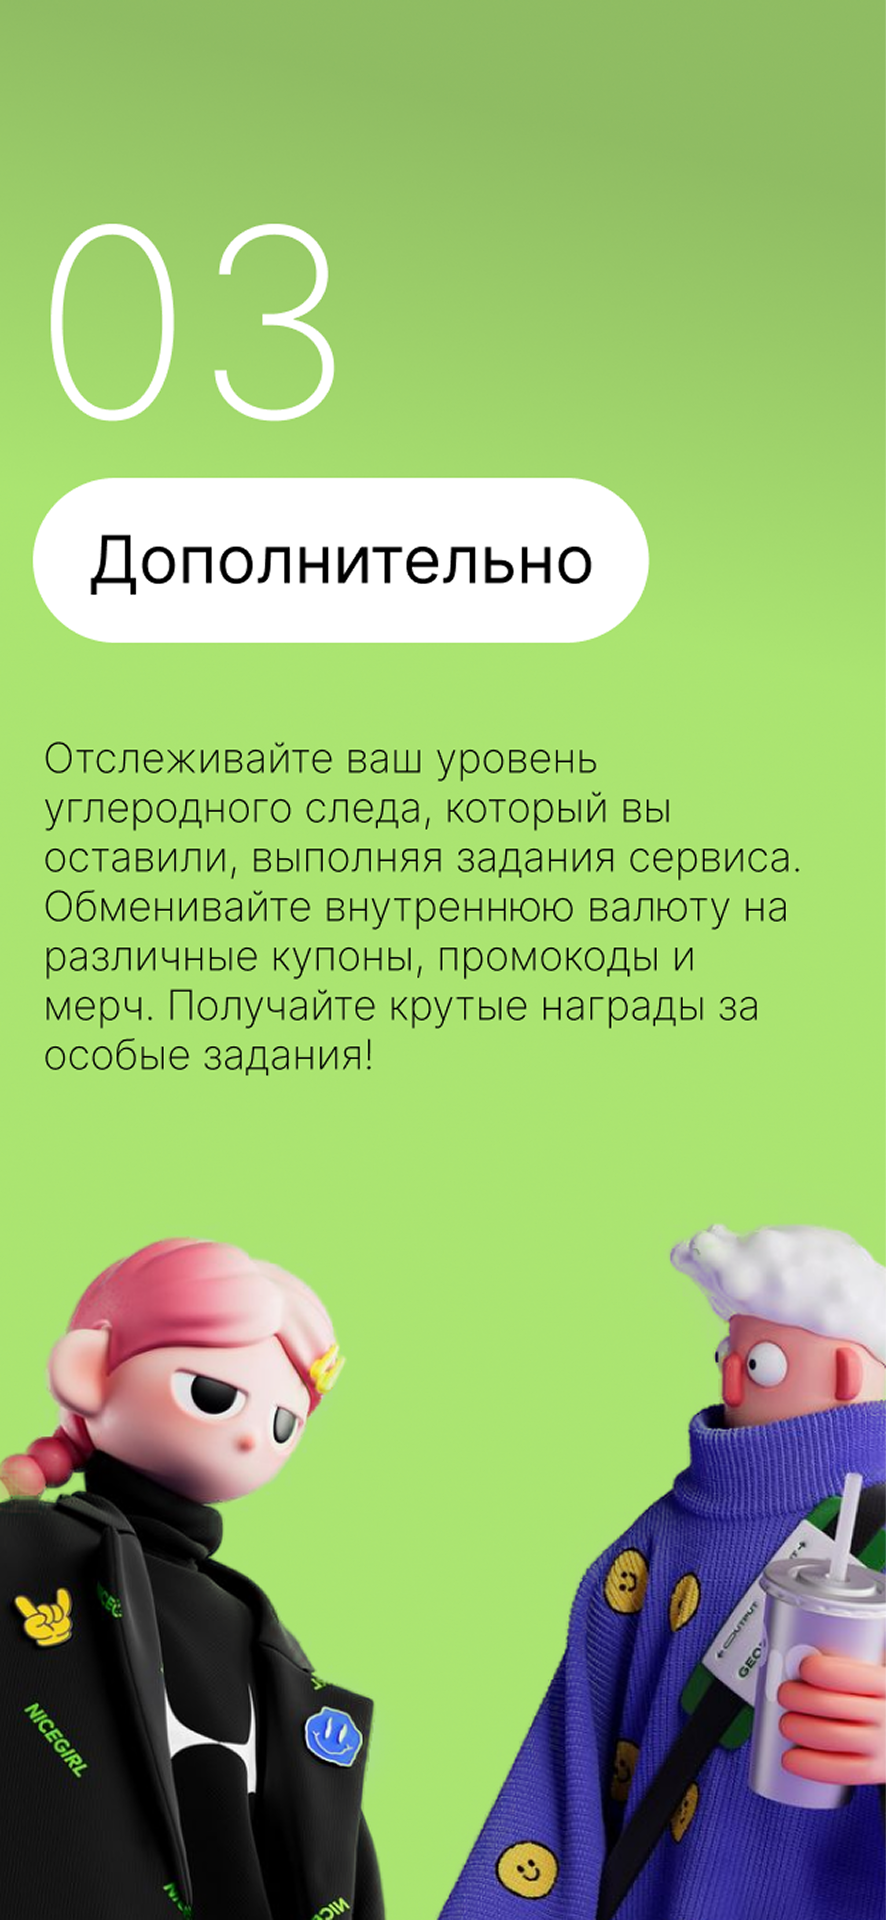 03
Дополнительно
Отслеживайте ваш уровень
углеродного следа, который вы
оставили, выполняя задания сервиса.
Обменивайте внутреннюю валюту на
различные купоны, промокоды и
мерч. Получайте крутые награды за
особые задания!
NICEGIRL
OUTPUT